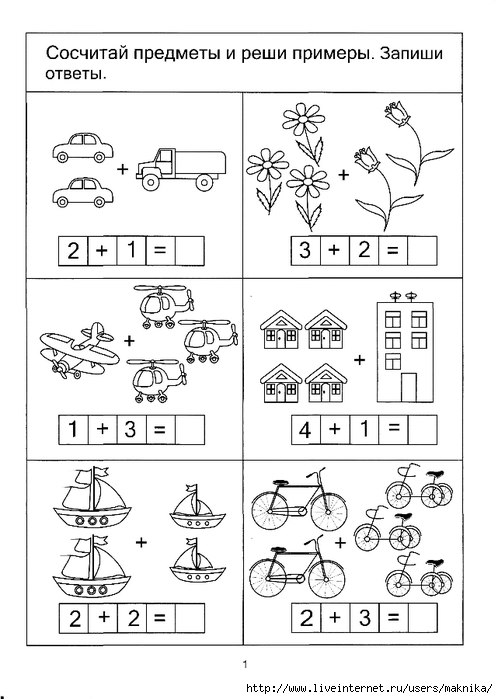 Сосчитай предметы и реши примеры. Запиши
ответы.
+
+
2 + 1 =
3 + 2 =
+
+
1 + 3 =
4 + 1 =
+
+
2 + 2 =
2 + 3 =
1
http://www.liveinternet.ru/users/maknika/